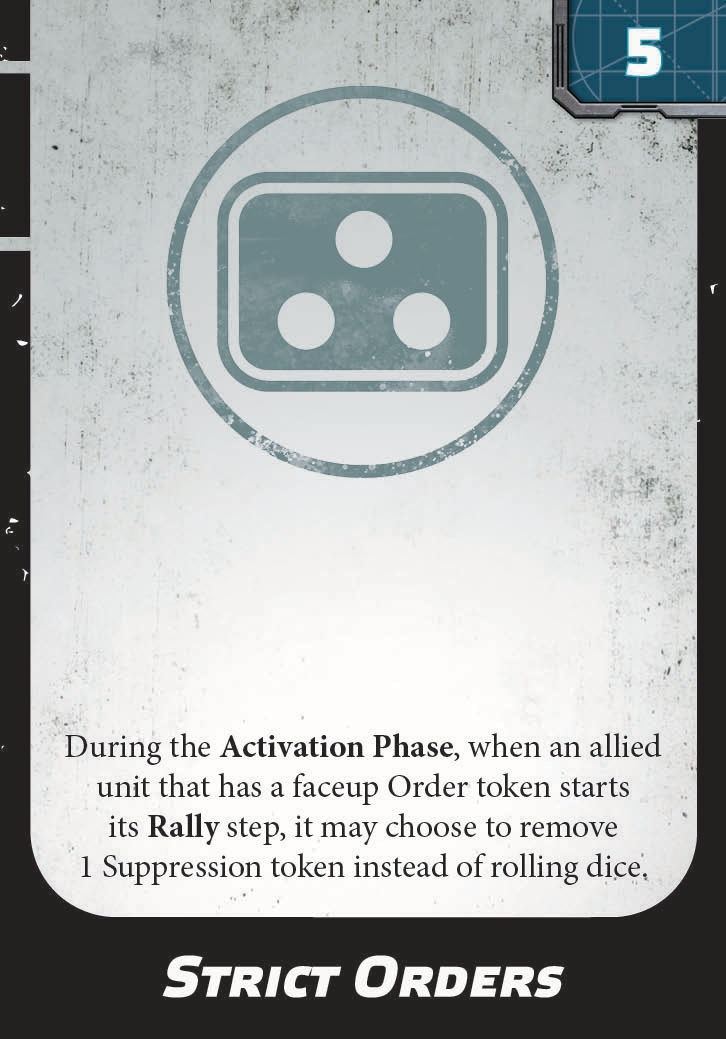 5
During the Activation Phase, when an allied
unit that has a faceup Order token starts
its Rally step, it may choose to remove
1 Suppression token instead of rolling dice.
Strict Orders